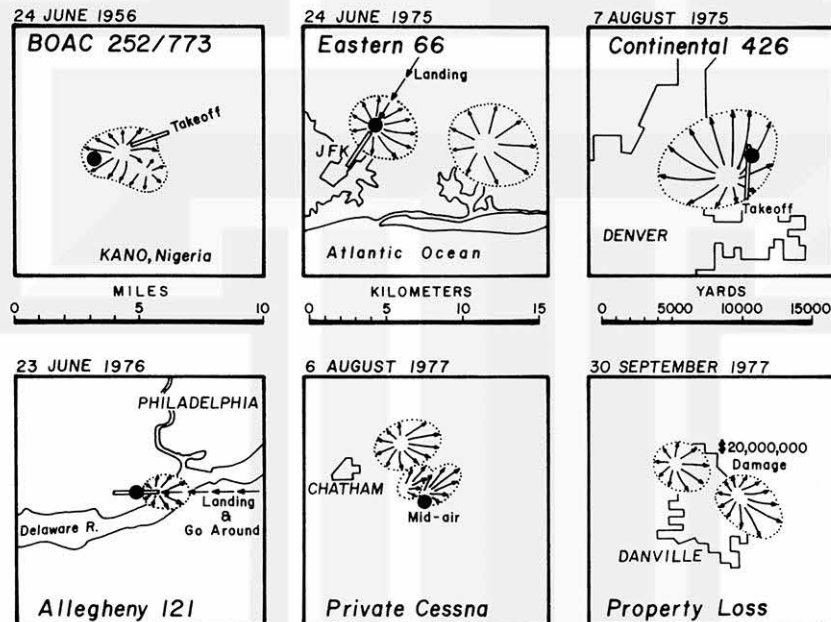 24 JUNE 1956
BOAC 252/773
Takeoff
KANO, Nigeria
24 JUNE 1975
Eastern 66
Landing
JFK
Atlantic Ocean
7 AUGUST 1975
Continental 426
Takeoff
DENVER
MILES
0 5 10
KILOMETERS
0 5 10 15
YARDS
0 5000 10000 15000
23 JUNE 1976
PHILADELPHIA
Landing
&
Go Around
Delaware R.
Allegheny 121
6 AUGUST 1977
CHATHAM
Mid-air
Private Cessna
30 SEPTEMBER 1977
$20,000,000
Damage
DANVILLE
Property Loss